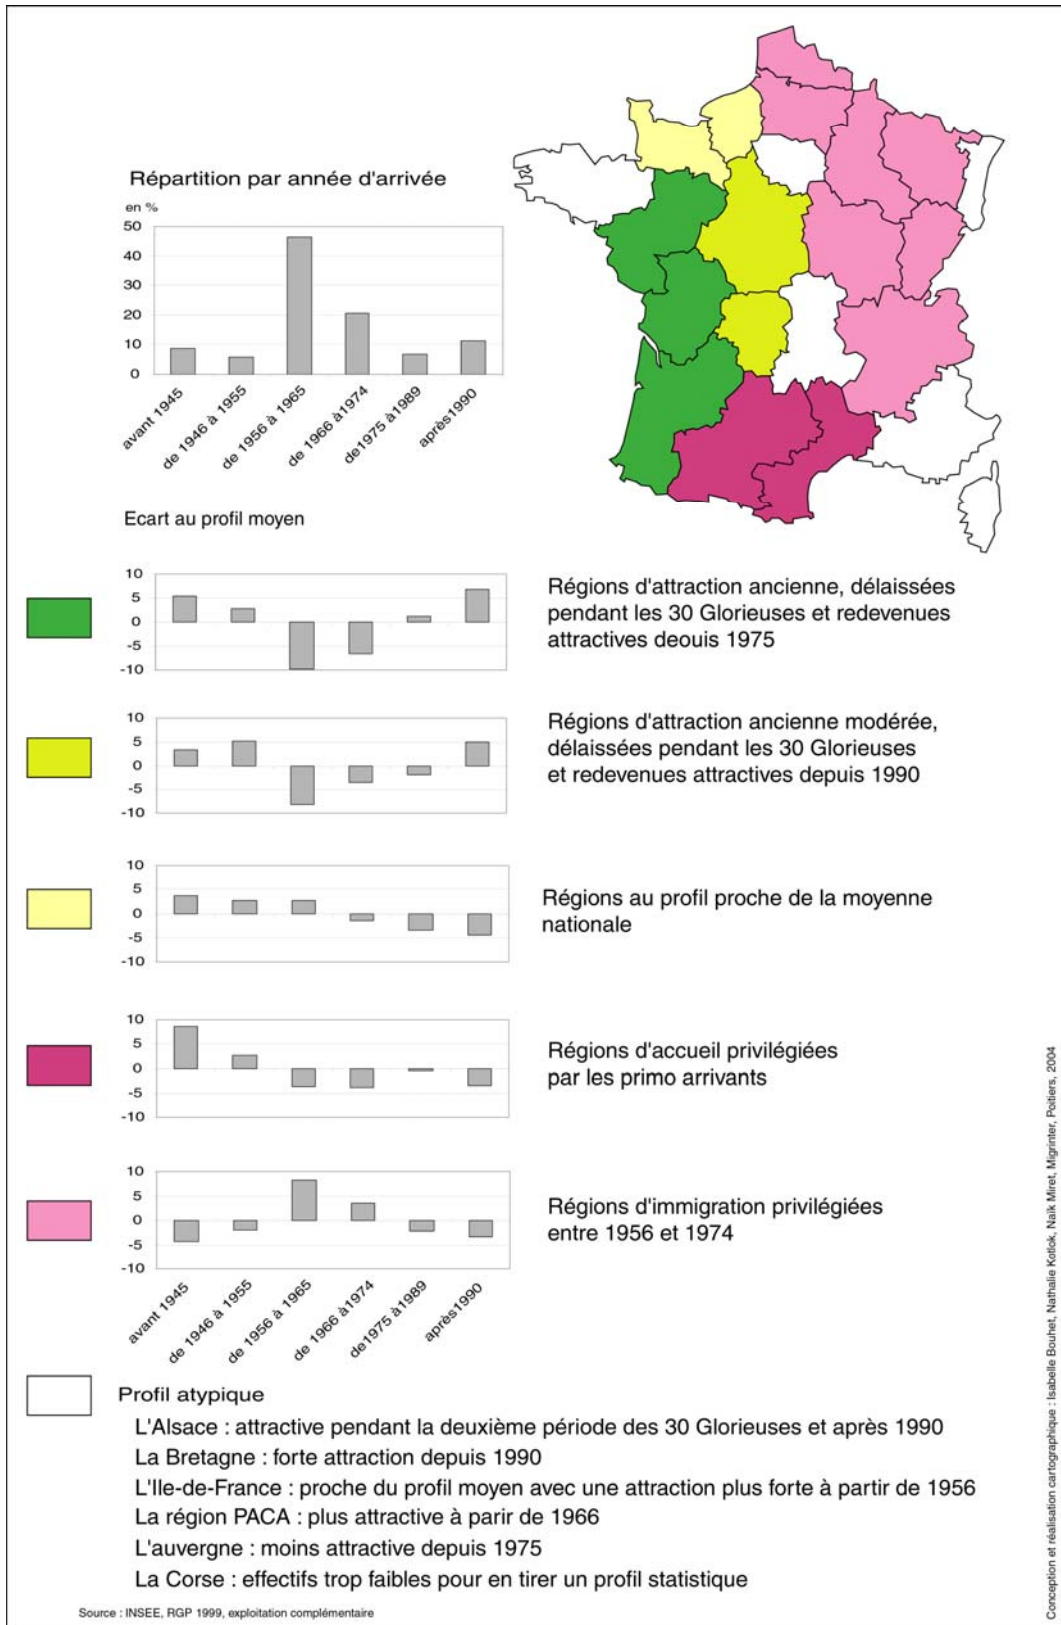 Répartition par année d'arrivée
en %
50
40
30
20
10
0
avant 1945
de 1946 à 1955
de 1956 à 1965
de 1966 à1974
de1975 à1989
après1990
Ecart au profil moyen
10
5
0
-5
-10
Régions d'attraction ancienne, délaissées
pendant les 30 Glorieuses et redevenues
attractives deouis 1975
10
5
0
-5
-10
Régions d'attraction ancienne modérée,
délaissées pendant les 30 Glorieuses
et redevenues attractives depuis 1990
10
5
0
-5
-10
Régions au profil proche de la moyenne
nationale
10
5
0
-5
-10
Régions d'accueil privilégiées
par les primo arrivants
10
5
0
-5
-10
Régions d'immigration privilégiées
entre 1956 et 1974
avant 1945
de 1946 à 1955
de 1956 à 1965
de 1966 à1974
de1975 à1989
après1990
Profil atypique
L'Alsace : attractive pendant la deuxième période des 30 Glorieuses et après 1990
La Bretagne : forte attraction depuis 1990
L'Ile-de-France : proche du profil moyen avec une attraction plus forte à partir de 1956
La région PACA : plus attractive à parir de 1966
L'auvergne : moins attractive depuis 1975
La Corse : effectifs trop faibles pour en tirer un profil statistique
Source : INSEE, RGP 1999, exploitation complémentaire
Conception et réalisation cartographique : Isabelle Bouhet, Nathalie Kotlok, Naïk Miret, Migrinter, Poitiers, 2004